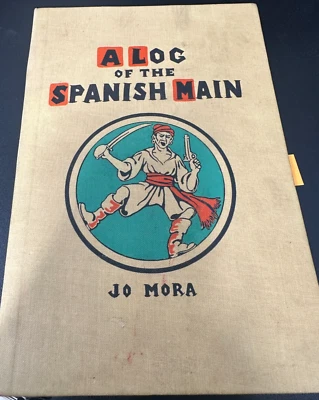 A LOG
OF THE
SPANISH MAIN
JO MORA